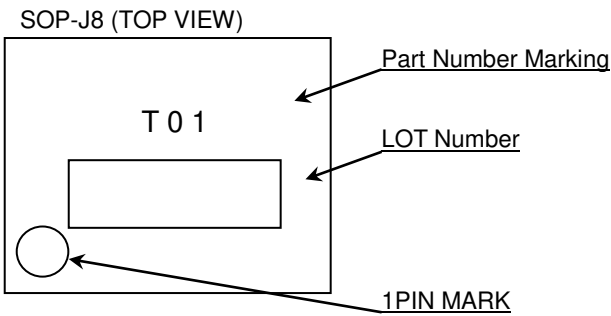 SOP-J8 (TOP VIEW)
Part Number Marking
T 0 1
LOT Number
1PIN MARK